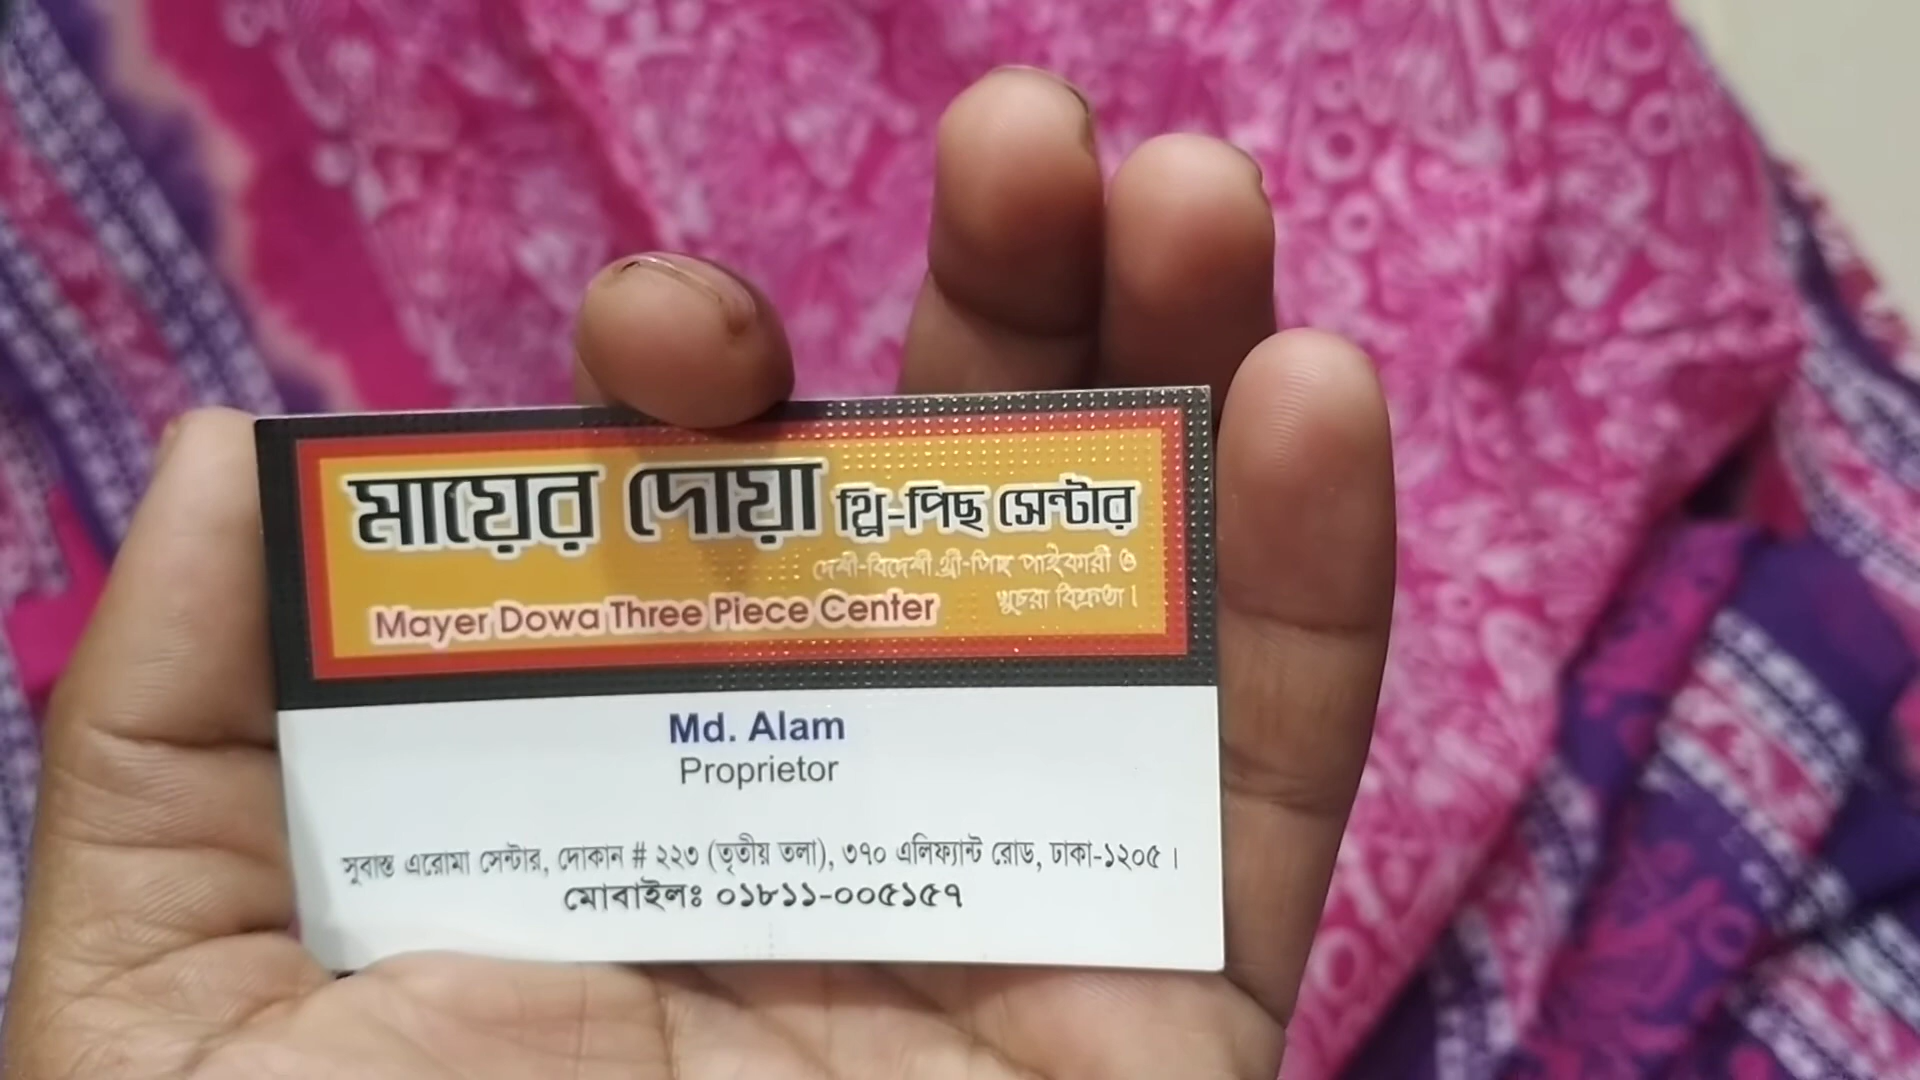 মায়ের দোয়া থ্রি-পিছ সেন্টার
দেশী-বিদেশী থ্রী-পিছ পাইকারী ও
খুচরা বিক্রেতা।
Mayer Dowa Three Piece Center
Md. Alam
Proprietor
সুবাস্তু এরোমা সেন্টার, দোকান # ২২৩ (তৃতীয় তলা), ৩৭০ এলিফ্যান্ট রোড, ঢাকা-১২০৫।
মোবাইলঃ ০১৮১১-০০৫১৫৭